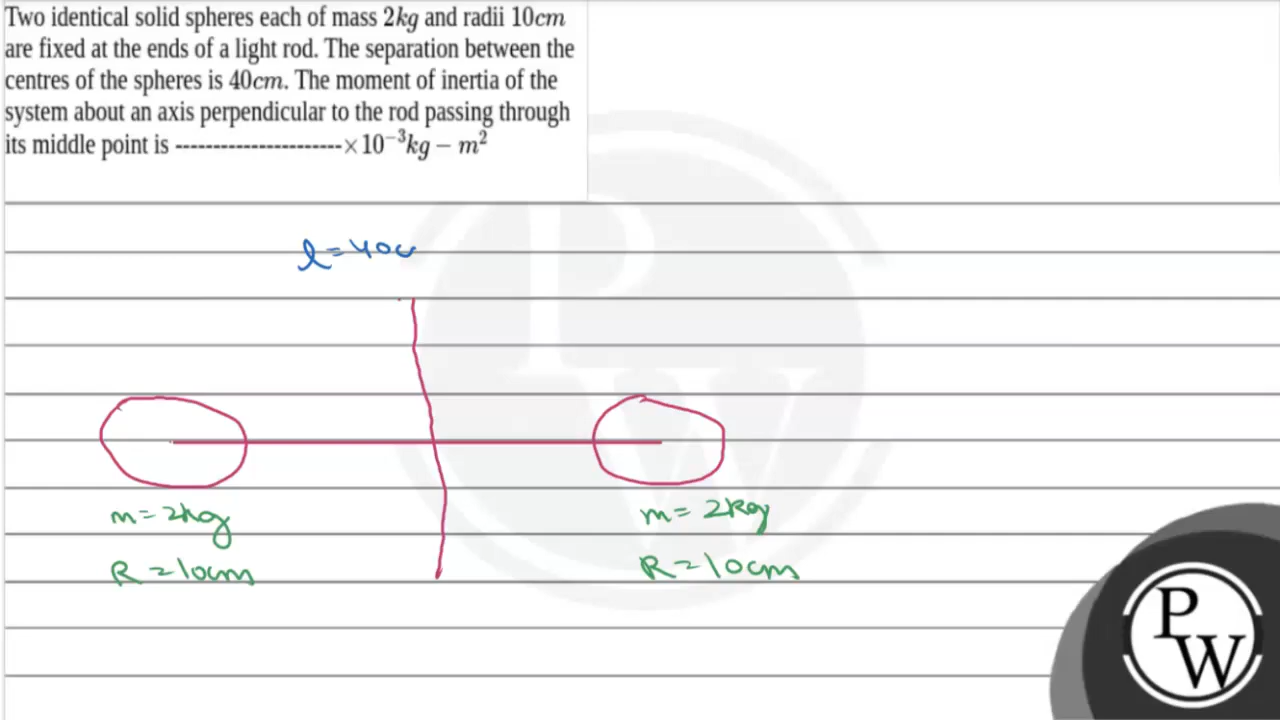 Two identical solid spheres each of mass 2kg and radii 10cm
are fixed at the ends of a light rod. The separation between the
centres of the spheres is 40cm. The moment of inertia of the
system about an axis perpendicular to the rod passing through
its middle point is ----------------------×10⁻³kg – m²
l = 40c
m = 2kg
R = 10cm
m = 2kg
R = 10cm
P
W
P
W